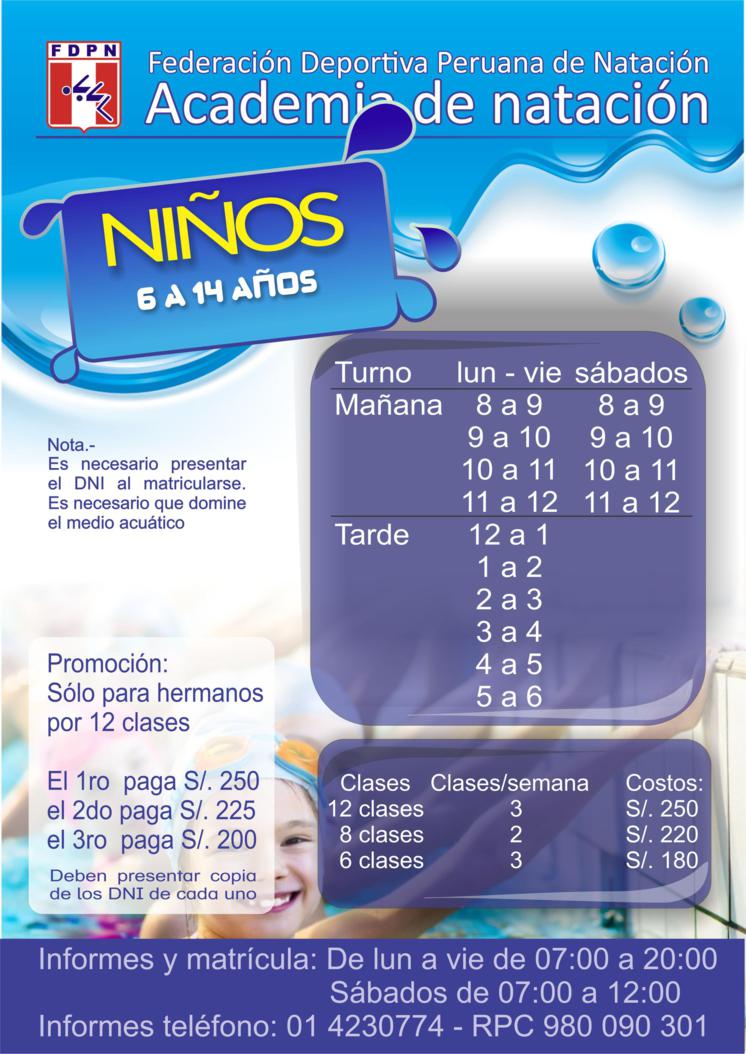 FDPN
Federación Deportiva Peruana de Natación
Academia de natación
NIÑOS
6 A 14 AÑOS
Turno lun - vie sábados
Mañana 8 a 9 8 a 9
9 a 10 9 a 10
10 a 11 10 a 11
11 a 12 11 a 12
Tarde 12 a 1
1 a 2
2 a 3
3 a 4
4 a 5
5 a 6
Nota.-
Es necesario presentar
el DNI al matricularse.
Es necesario que domine
el medio acuático
Promoción:
Sólo para hermanos
por 12 clases
El 1ro paga S/. 250
el 2do paga S/. 225
el 3ro paga S/. 200
Deben presentar copia
de los DNI de cada uno
Clases Clases/semana Costos:
12 clases 3 S/. 250
8 clases 2 S/. 220
6 clases 3 S/. 180
Informes y matrícula: De lun a vie de 07:00 a 20:00
Sábados de 07:00 a 12:00
Informes teléfono: 01 4230774 - RPC 980 090 301